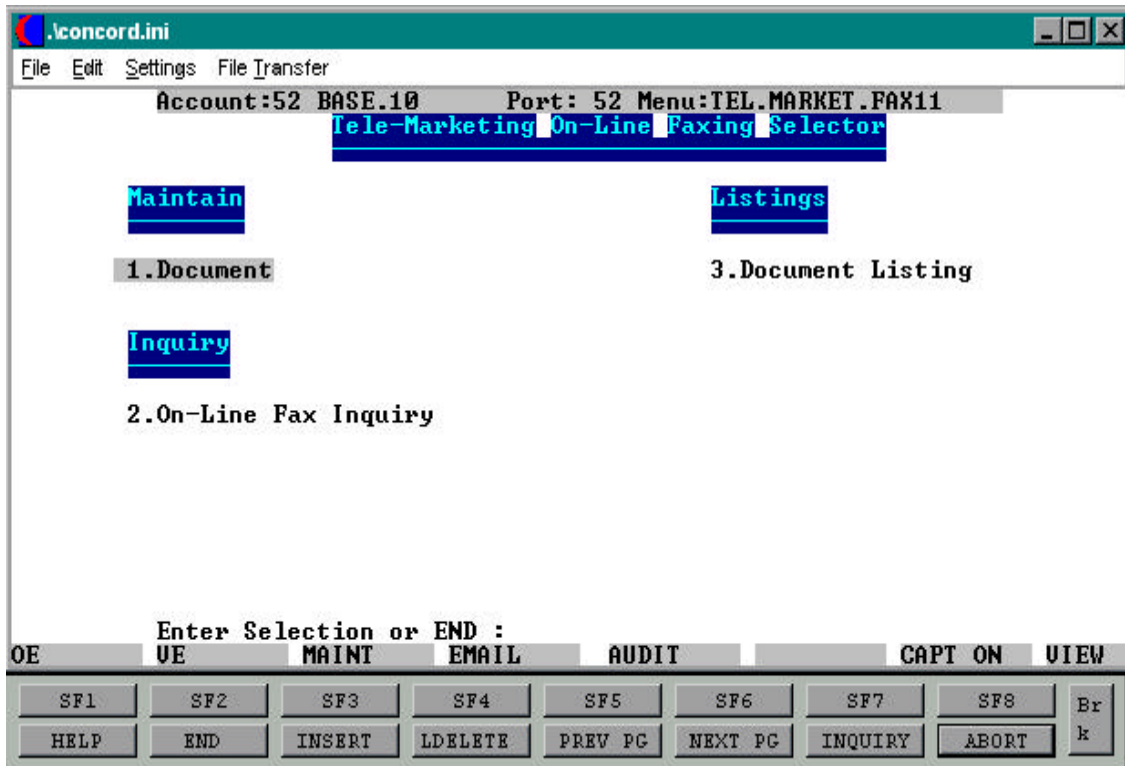 .\concord.ini
File Edit Settings File Transfer
Account:52 BASE.10 Port: 52 Menu:TEL.MARKET.FAX11
Tele-Marketing On-Line Faxing Selector
Maintain Listings
1.Document 3.Document Listing
Inquiry
2.On-Line Fax Inquiry
Enter Selection or END :
OE VE MAINT EMAIL AUDIT CAPT ON VIEW
SF1 SF2 SF3 SF4 SF5 SF6 SF7 SF8 Brk
HELP END INSERT LDELETE PREV PG NEXT PG INQUIRY ABORT